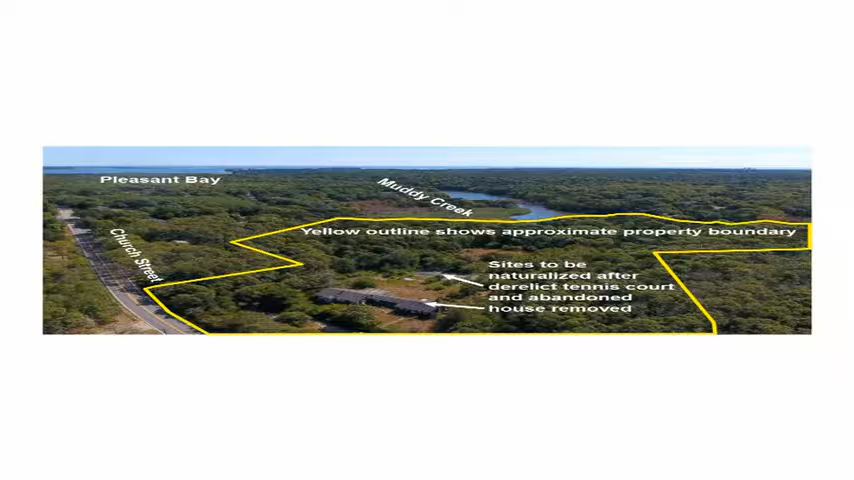 Pleasant Bay
Muddy Creek
Church Street
Yellow outline shows approximate property boundary
Sites to be
naturalized after
derelict tennis court
and abandoned
house removed